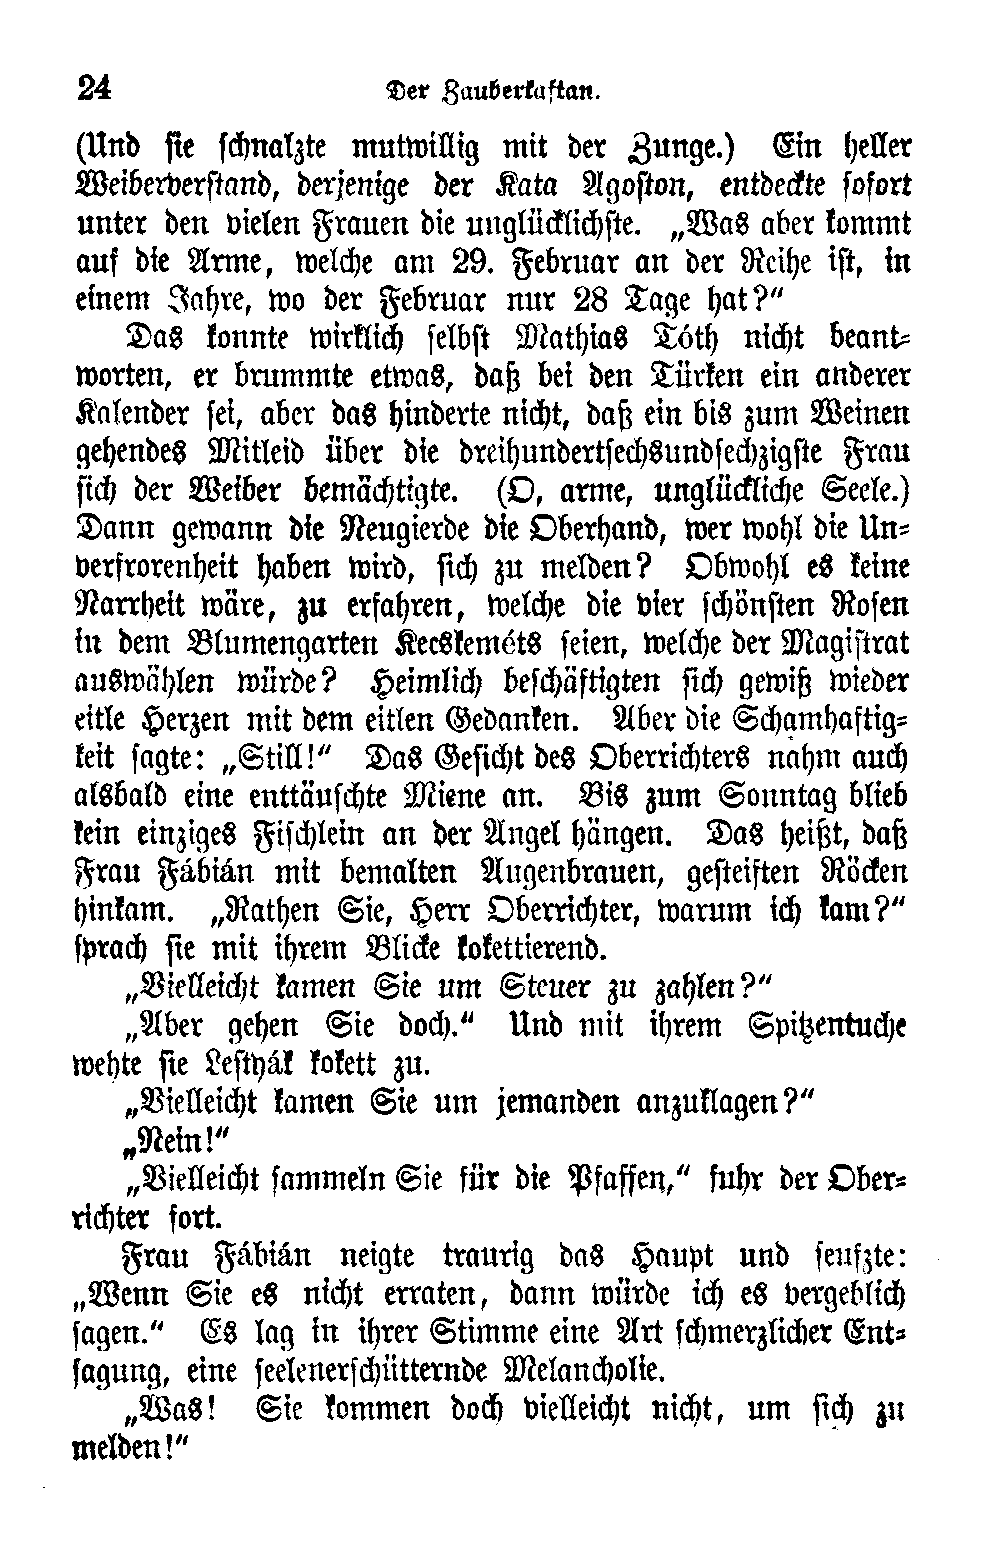 24 Der Zauberkaftan.
(Und sie schnalzte mutwillig mit der Zunge.) Ein heller
Weiberverstand, derjenige der Kata Agoston, entdeckte sofort
unter den vielen Frauen die unglücklichste. „Was aber kommt
auf die Arme, welche am 29. Februar an der Reihe ist, in
einem Jahre, wo der Februar nur 28 Tage hat?“
Das konnte wirklich selbst Mathias Tóth nicht beant-
worten, er brummte etwas, daß bei den Türken ein anderer
Kalender sei, aber das hinderte nicht, daß ein bis zum Weinen
gehendes Mitleid über die dreihundertsechsundsechzigste Frau
sich der Weiber bemächtigte. (O, arme, unglückliche Seele.)
Dann gewann die Neugierde die Oberhand, wer wohl die Un-
verfrorenheit haben wird, sich zu melden? Obwohl es keine
Narrheit wäre, zu erfahren, welche die vier schönsten Rosen
in dem Blumengarten Kecskeméts seien, welche der Magistrat
auswählen würde? Heimlich beschäftigten sich gewiß wieder
eitle Herzen mit dem eitlen Gedanken. Aber die Schamhaftig-
keit sagte: „Still!“ Das Gesicht des Oberrichters nahm auch
alsbald eine enttäuschte Miene an. Bis zum Sonntag blieb
kein einziges Fischlein an der Angel hängen. Das heißt, daß
Frau Fábián mit bemalten Augenbrauen, gesteiften Röcken
hinkam. „Rathen Sie, Herr Oberrichter, warum ich kam?“
sprach sie mit ihrem Blicke kokettierend.
„Vielleicht kamen Sie um Steuer zu zahlen?“
„Aber gehen Sie doch.“ Und mit ihrem Spitzentuche
wehte sie Lestyák kokett zu.
„Vielleicht kamen Sie um jemanden anzuklagen?“
„Nein!“
„Vielleicht sammeln Sie für die Pfaffen,“ fuhr der Ober-
richter fort.
Frau Fábián neigte traurig das Haupt und seufzte:
„Wenn Sie es nicht erraten, dann würde ich es vergeblich
sagen.“ Es lag in ihrer Stimme eine Art schmerzlicher Ent-
sagung, eine seelenerschütternde Melancholie.
„Was! Sie kommen doch vielleicht nicht, um sich zu
melden!“